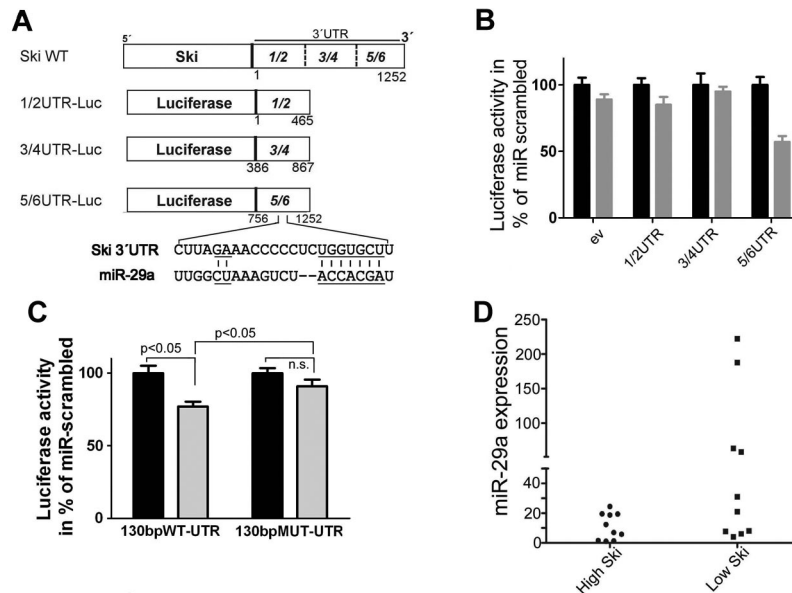 A
5´ 3´UTR 3´
Ski WT Ski 1/2 3/4 5/6
1 1252
1/2UTR-Luc Luciferase 1/2
1 465
3/4UTR-Luc Luciferase 3/4
386 867
5/6UTR-Luc Luciferase 5/6
756 1252
Ski 3´UTR CUUAGAAACCCCCUCUGGUGCUU
miR-29a UUGGCUAAAGUCU--ACCACGAU
B
Luciferase activity in
% of miR scrambled
100
50
0
ev 1/2UTR 3/4UTR 5/6UTR
C
Luciferase activity
in % of miR-scrambled
p<0.05
p<0.05 n.s.
100
50
0
130bpWT-UTR 130bpMUT-UTR
D
miR-29a expression
250
200
150
100
50
40
20
0
High Ski Low Ski